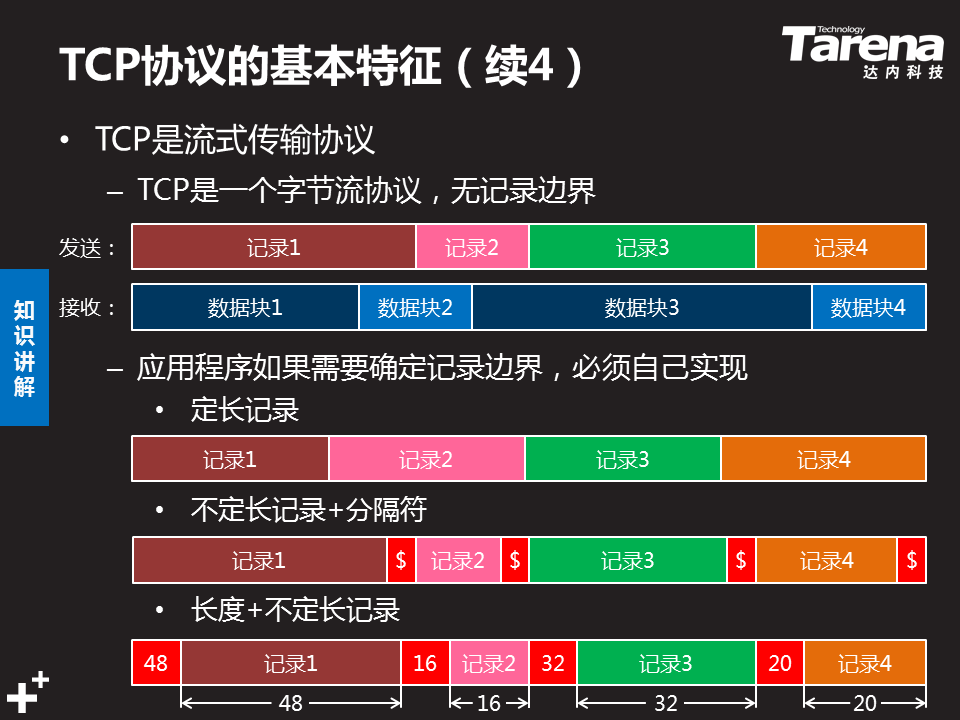 TCP协议的基本特征（续4）
Technology
Tarena
达内科技
• TCP是流式传输协议
– TCP是一个字节流协议，无记录边界
发送： 记录1 记录2 记录3 记录4
接收： 数据块1 数据块2 数据块3 数据块4
知识讲解
– 应用程序如果需要确定记录边界，必须自己实现
• 定长记录
记录1 记录2 记录3 记录4
• 不定长记录+分隔符
记录1 $ 记录2 $ 记录3 $ 记录4 $
• 长度+不定长记录
48 记录1 16 记录2 32 记录3 20 记录4
48 16 32 20